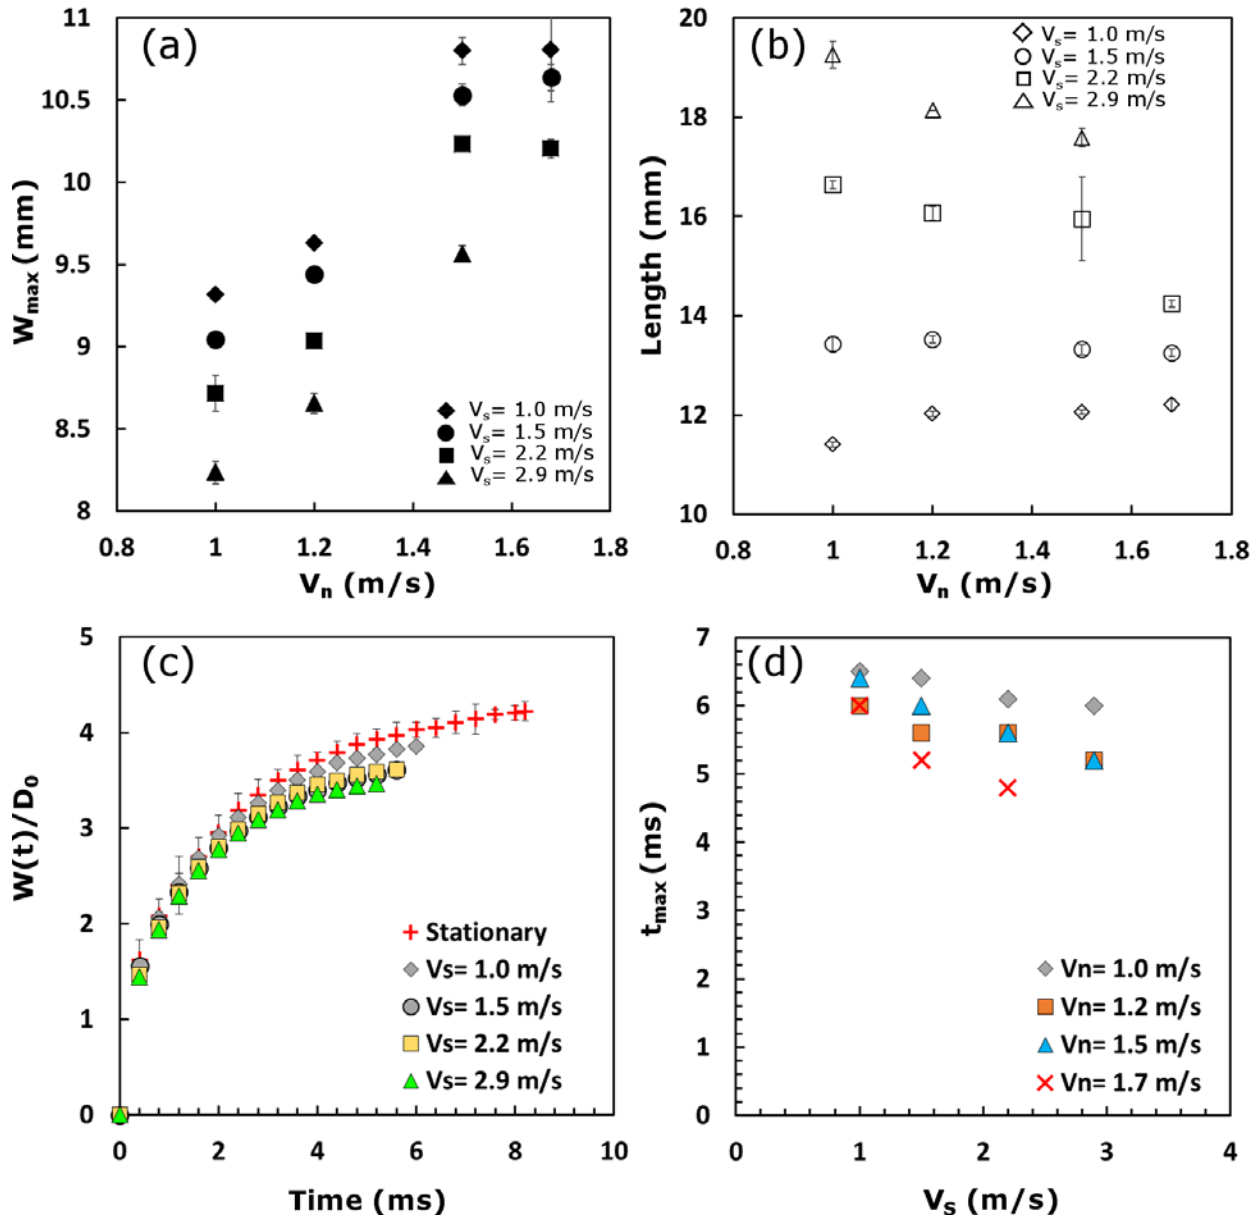 (a)
11
10.5
10
9.5
9
8.5
8
W_max (mm)
Vₛ= 1.0 m/s
Vₛ= 1.5 m/s
Vₛ= 2.2 m/s
Vₛ= 2.9 m/s
0.8 1 1.2 1.4 1.6 1.8
Vₙ (m/s)
(b)
20
18
16
14
12
10
Length (mm)
Vₛ= 1.0 m/s
Vₛ= 1.5 m/s
Vₛ= 2.2 m/s
Vₛ= 2.9 m/s
0.8 1 1.2 1.4 1.6 1.8
Vₙ (m/s)
(c)
5
4
3
2
1
0
W(t)/D₀
Stationary
Vs= 1.0 m/s
Vs= 1.5 m/s
Vs= 2.2 m/s
Vs= 2.9 m/s
0 2 4 6 8 10
Time (ms)
(d)
7
6
5
4
3
2
1
0
t_max (ms)
Vn= 1.0 m/s
Vn= 1.2 m/s
Vn= 1.5 m/s
Vn= 1.7 m/s
0 1 2 3 4
V_S (m/s)